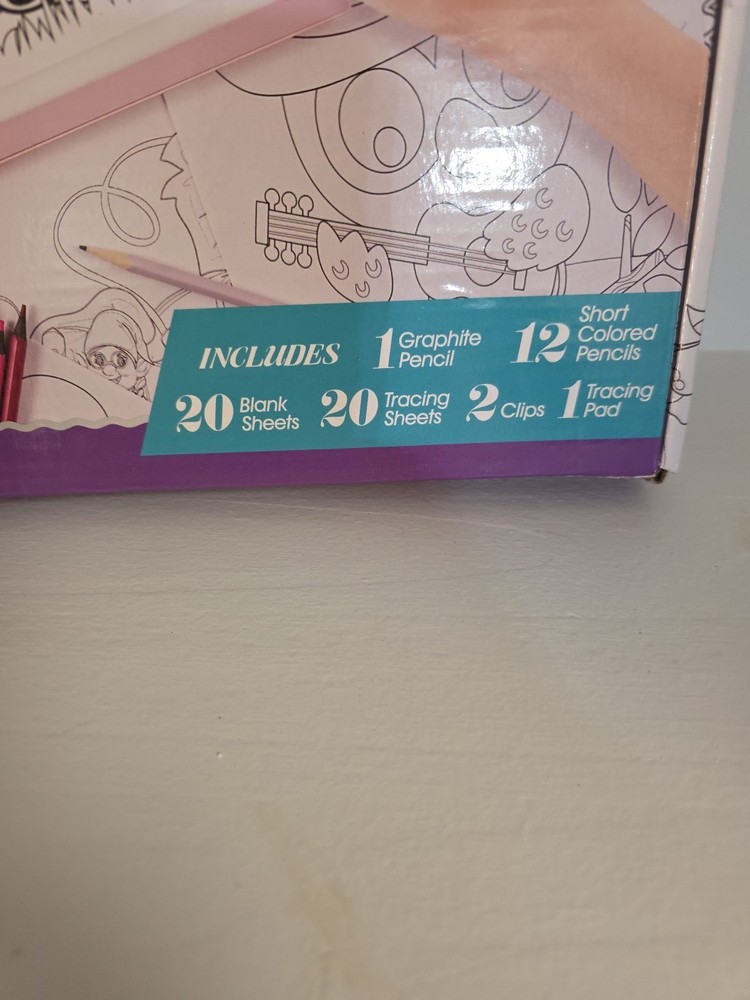 INCLUDES
1 Graphite
Pencil
12 Short
Colored
Pencils
20 Blank
Sheets
20 Tracing
Sheets
2 Clips
1 Tracing
Pad